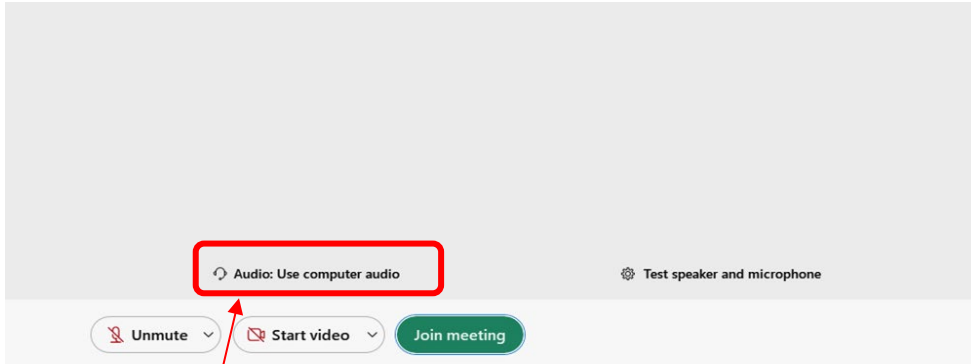 Audio: Use computer audio
Test speaker and microphone
Unmute
Start video
Join meeting